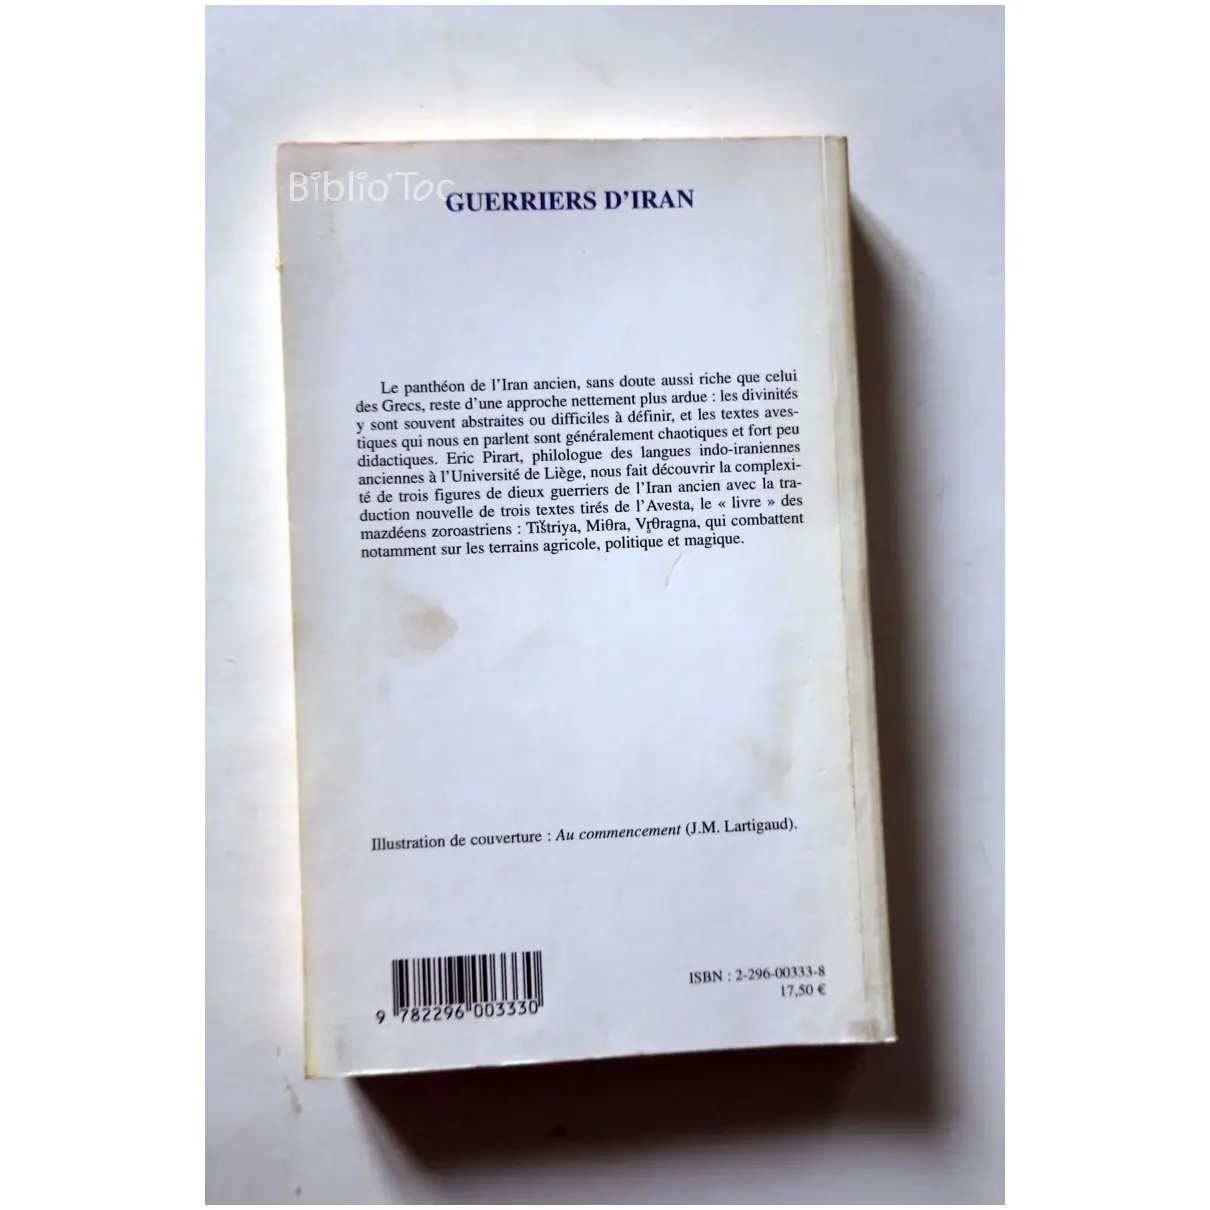 Biblio'Toc
GUERRIERS D'IRAN
Le panthéon de l'Iran ancien, sans doute aussi riche que celui
des Grecs, reste d'une approche nettement plus ardue : les divinités
y sont souvent abstraites ou difficiles à définir, et les textes aves-
tiques qui nous en parlent sont généralement chaotiques et fort peu
didactiques. Eric Pirart, philologue des langues indo-iraniennes
anciennes à l'Université de Liège, nous fait découvrir la complexi-
té de trois figures de dieux guerriers de l'Iran ancien avec la tra-
duction nouvelle de trois textes tirés de l'Avesta, le « livre » des
mazdéens zoroastriens : Tištriya, Miθra, Vr̥θragna, qui combattent
notamment sur les terrains agricole, politique et magique.
Illustration de couverture : Au commencement (J.M. Lartigaud).
ISBN : 2-296-00333-8
17,50 €
9 782296 003330